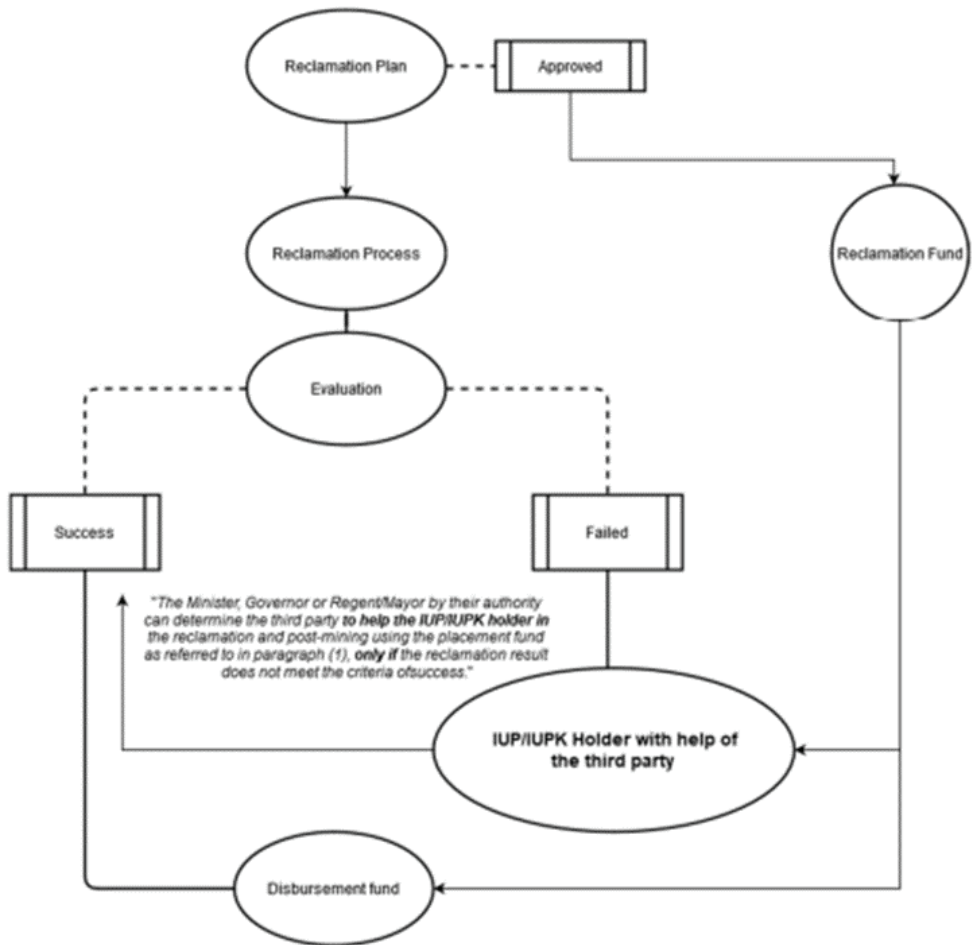 Reclamation Plan
Approved
Reclamation Process
Reclamation Fund
Evaluation
Success
Failed
"The Minister, Governor or Regent/Mayor by their authority
can determine the third party to help the IUP/IUPK holder in
the reclamation and post-mining using the placement fund
as referred to in paragraph (1), only if the reclamation result
does not meet the criteria ofsuccess."
IUP/IUPK Holder with help of
the third party
Disbursement fund